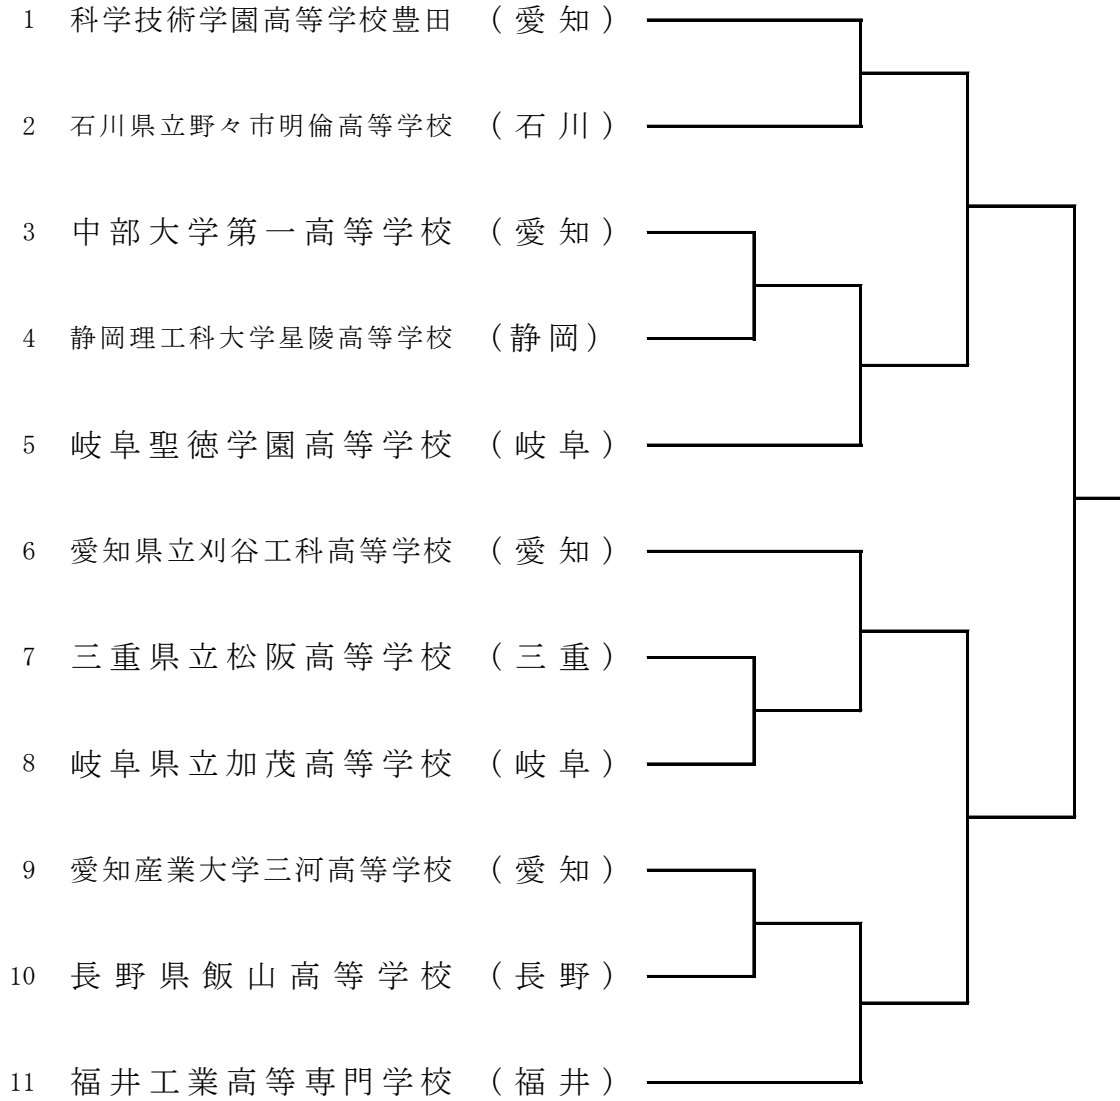 1 科学技術学園高等学校豊田 (愛知)
2 石川県立野々市明倫高等学校 (石川)
3 中部大学第一高等学校 (愛知)
4 静岡理工科大学星陵高等学校 (静岡)
5 岐阜聖徳学園高等学校 (岐阜)
6 愛知県立刈谷工科高等学校 (愛知)
7 三重県立松阪高等学校 (三重)
8 岐阜県立加茂高等学校 (岐阜)
9 愛知産業大学三河高等学校 (愛知)
10 長野県飯山高等学校 (長野)
11 福井工業高等専門学校 (福井)